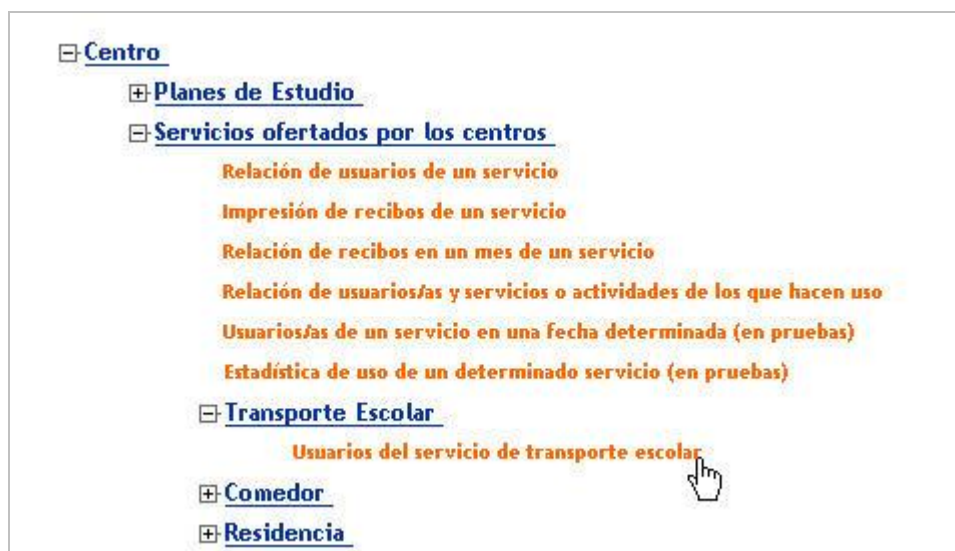 Centro
Planes de Estudio
Servicios ofertados por los centros
Relación de usuarios de un servicio
Impresión de recibos de un servicio
Relación de recibos en un mes de un servicio
Relación de usuarios/as y servicios o actividades de los que hacen uso
Usuarios/as de un servicio en una fecha determinada (en pruebas)
Estadística de uso de un determinado servicio (en pruebas)
Transporte Escolar
Usuarios del servicio de transporte escolar
Comedor
Residencia